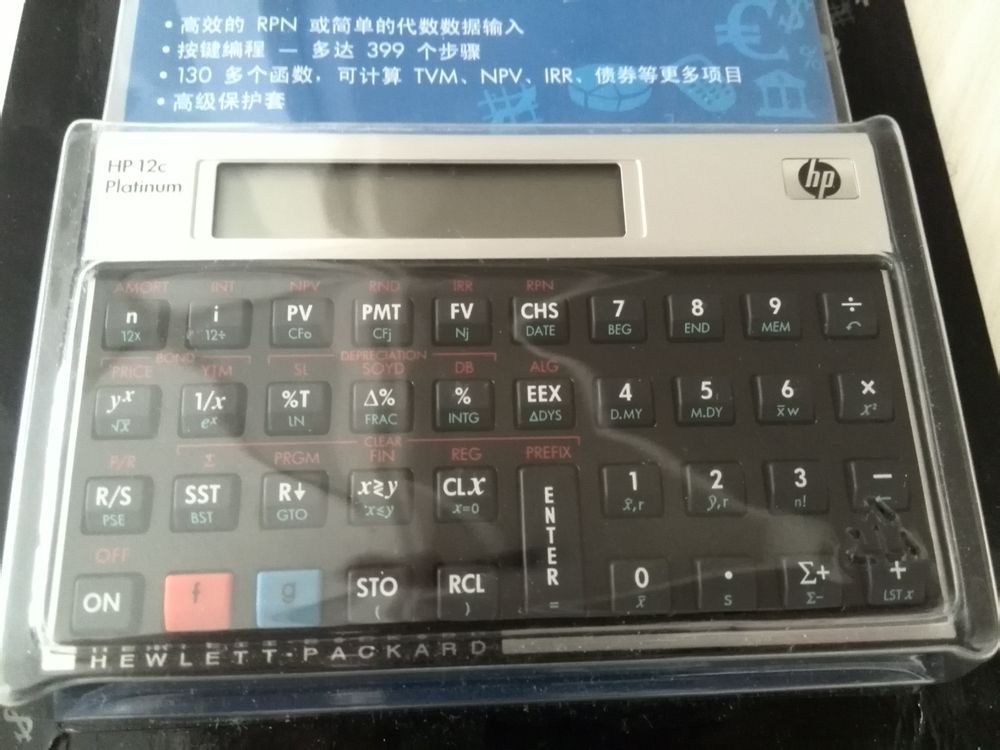 • 高效的 RPN 或简单的代数数据输入
• 按键编程 — 多达 399 个步骤
• 130 多个函数，可计算 TVM、NPV、IRR、债券等更多项目
• 高级保护套
HP 12c
Platinum
hp
AMORT INT NPV RND IRR RPN
n i PV PMT FV CHS 7 8 9 ÷
12x 12÷ CFo CFj Nj DATE BEG END MEM ↶
BOND DEPRECIATION
PRICE YTM SL SOYD DB ALG
yˣ 1/x %T Δ% % EEX 4 5 6 ×
√x eˣ LN FRAC INTG ΔDYS D.MY M.DY x̄w x²
CLEAR
P/R Σ PRGM FIN REG PREFIX
R/S SST R↓ x≷y CLx ENTER 1 2 3 −
PSE BST GTO x≤y x=0 = x̂,r ŷ,r n! ←
OFF
ON f g STO RCL 0 • Σ+ +
( ) x̄ s Σ− LST x
HEWLETT-PACKARD